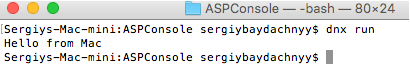 ASPConsole — -bash — 80×24
[Sergiys-Mac-mini:ASPConsole sergiybaydachnyy$ dnx run
Hello from Mac
Sergiys-Mac-mini:ASPConsole sergiybaydachnyy$